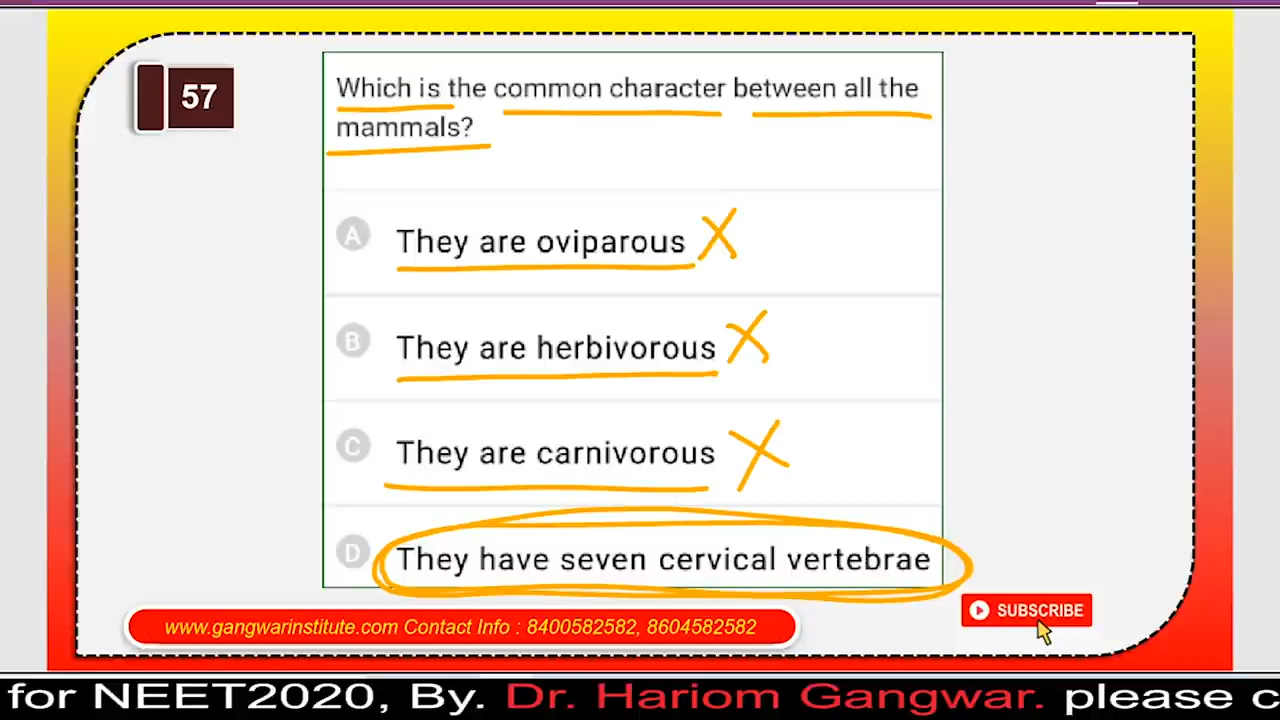 57
Which is the common character between all the
mammals?
A They are oviparous
B They are herbivorous
C They are carnivorous
D They have seven cervical vertebrae
www.gangwarinstitute.com Contact Info : 8400582582, 8604582582
SUBSCRIBE
for NEET2020, By. Dr. Hariom Gangwar. please c